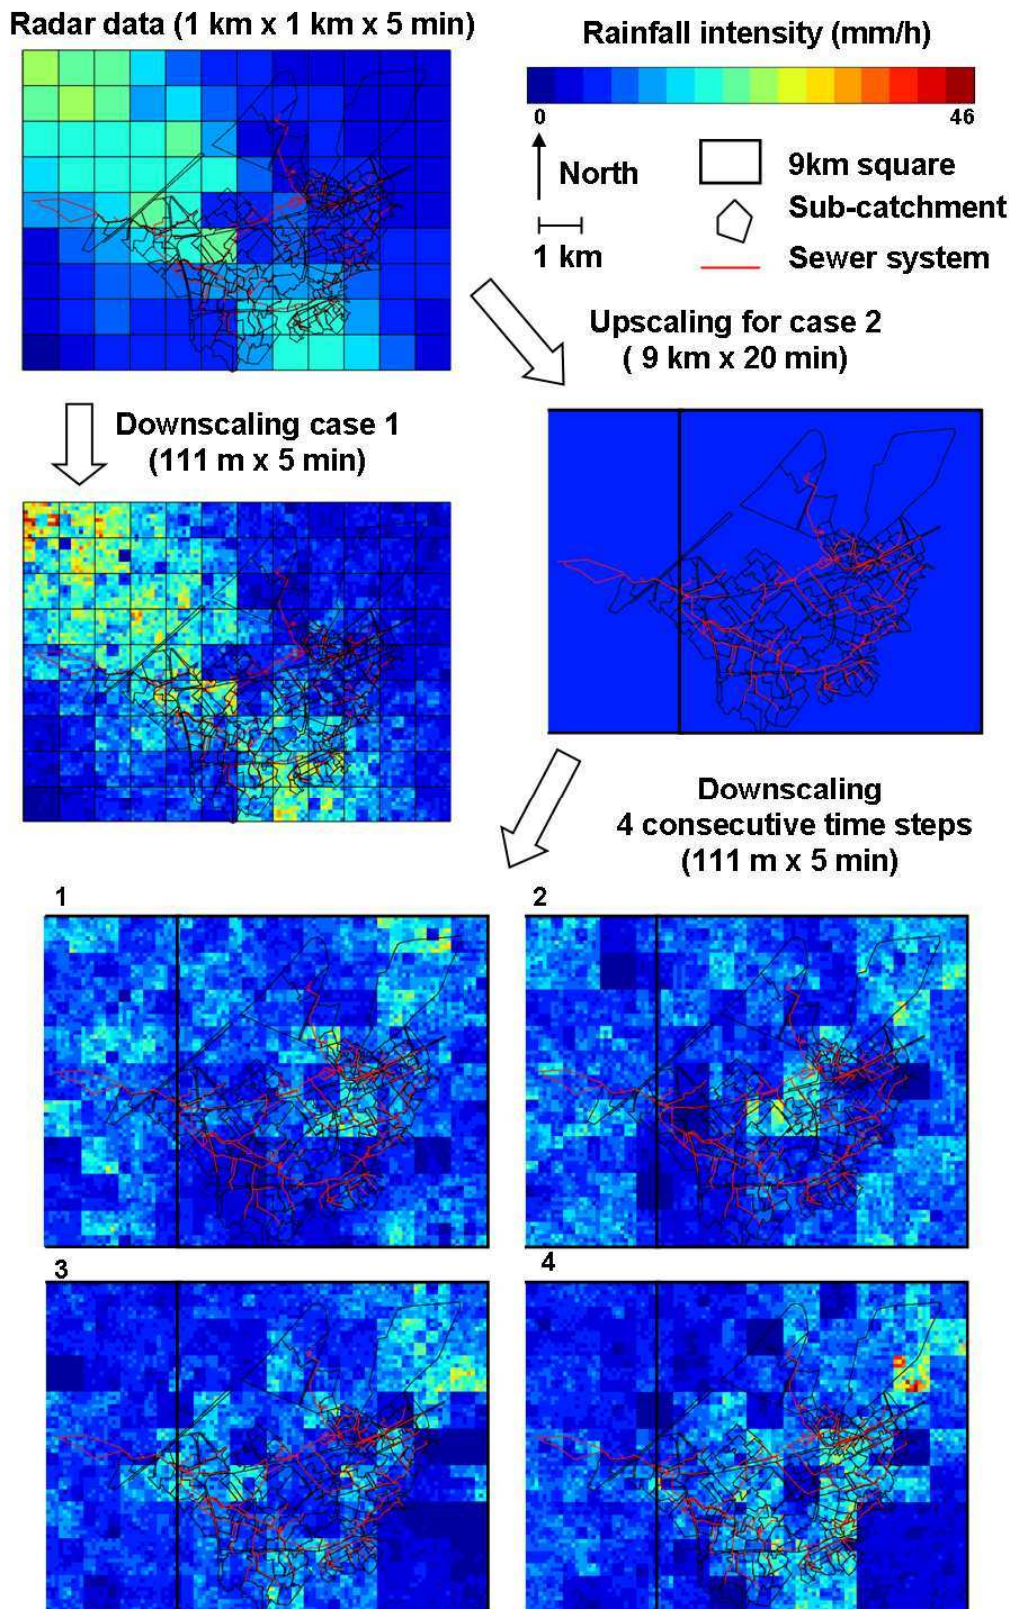 Radar data (1 km x 1 km x 5 min)
Rainfall intensity (mm/h)
0
46
North
1 km
9km square
Sub-catchment
Sewer system
Upscaling for case 2
( 9 km x 20 min)
Downscaling case 1
(111 m x 5 min)
Downscaling
4 consecutive time steps
(111 m x 5 min)
1
2
3
4